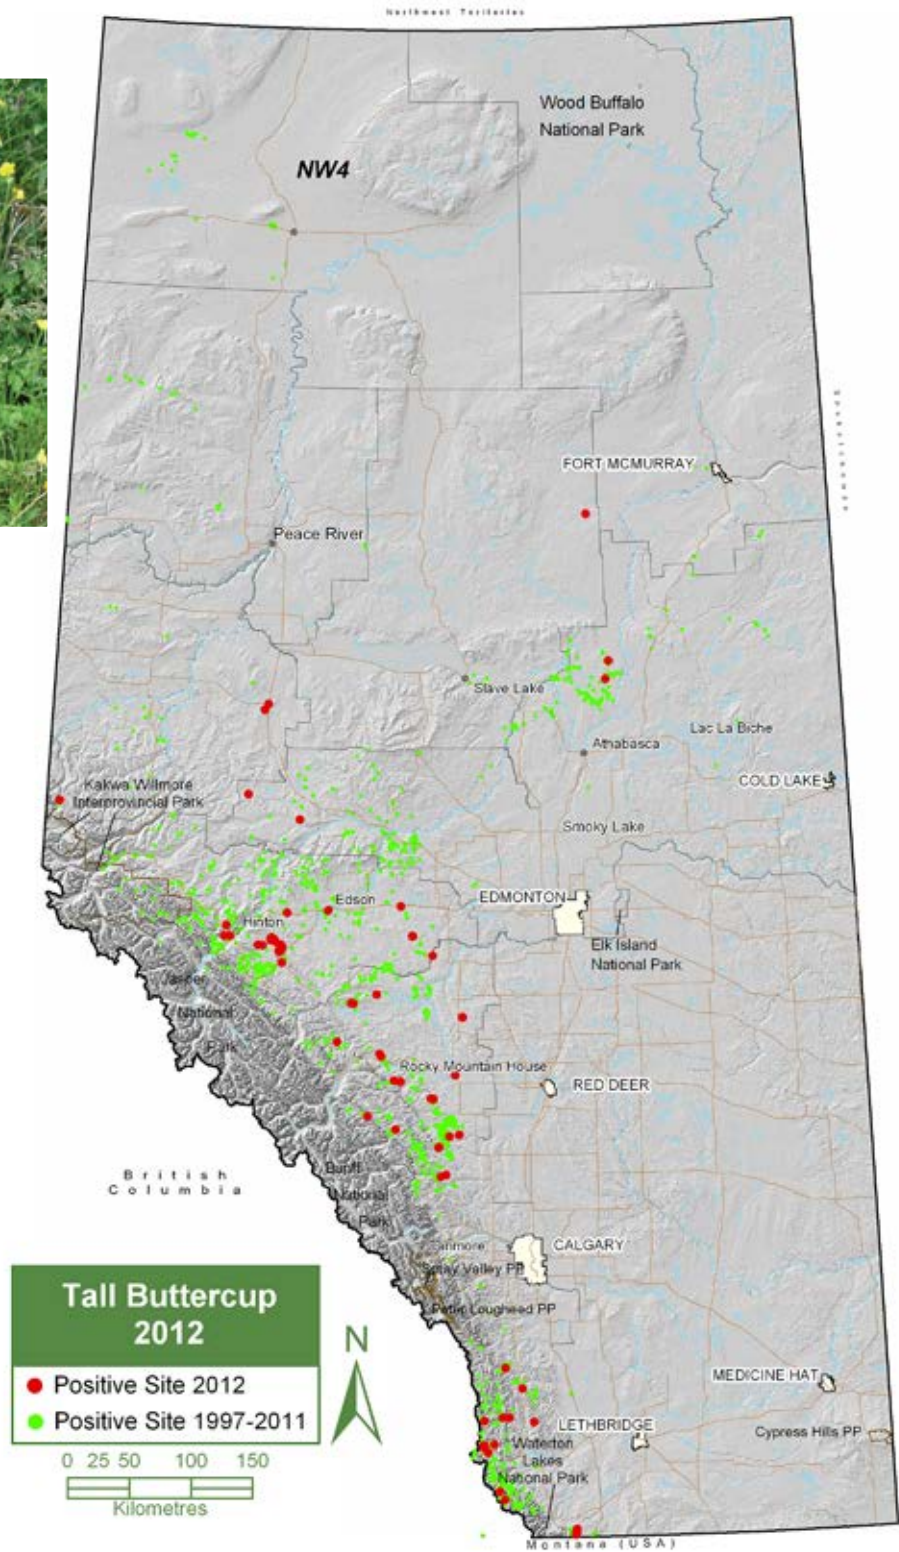 Northwest Territories
Wood Buffalo
National Park
NW4
FORT MCMURRAY
Peace River
Slave Lake
Lac La Biche
Athabasca
COLD LAKE
Kakwa Willmore
Interprovincial Park
Smoky Lake
EDMONTON
Edson
Hinton
Elk Island
National Park
Jasper
National
Park
Rocky Mountain House
RED DEER
British
Columbia
Banff
National
Park
Canmore
CALGARY
Spray Valley PP
Peter Lougheed PP
Tall Buttercup
2012
N
Positive Site 2012
Positive Site 1997-2011
0 25 50 100 150
Kilometres
MEDICINE HAT
LETHBRIDGE
Cypress Hills PP
Waterton
Lakes
National Park
Montana (USA)